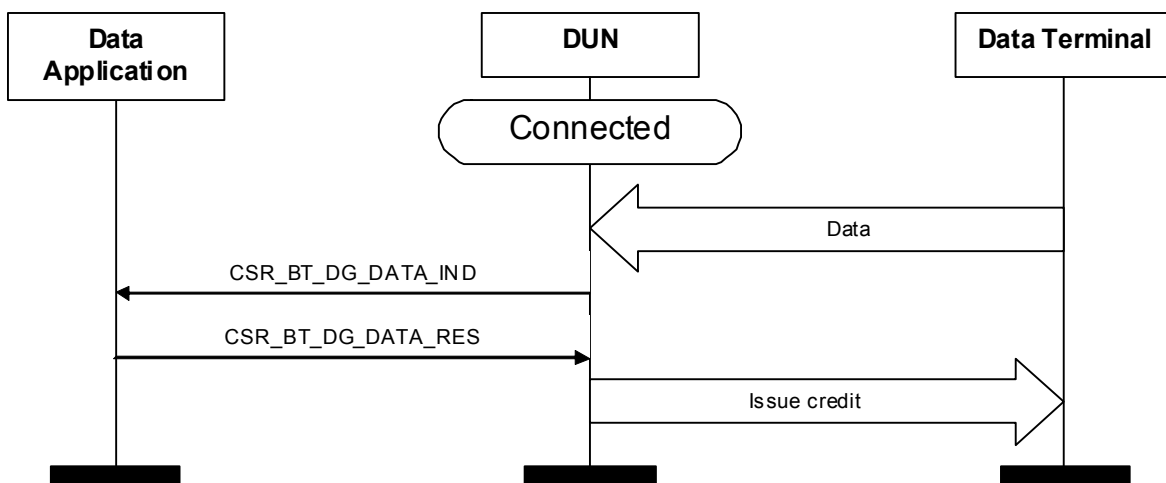 Data
Application
DUN
Data Terminal
Connected
Data
CSR_BT_DG_DATA_IND
CSR_BT_DG_DATA_RES
Issue credit